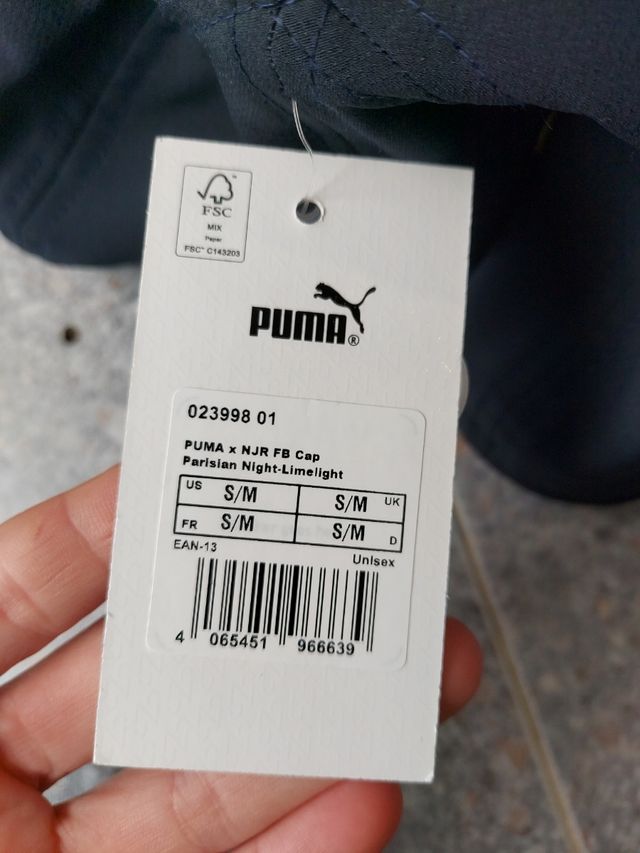 FSC
MIX
Paper
FSC™ C143203
PUMA®
023998 01
PUMA x NJR FB Cap
Parisian Night-Limelight
US S/M S/M UK
FR S/M S/M D
EAN-13 Unisex
4 065451 966639